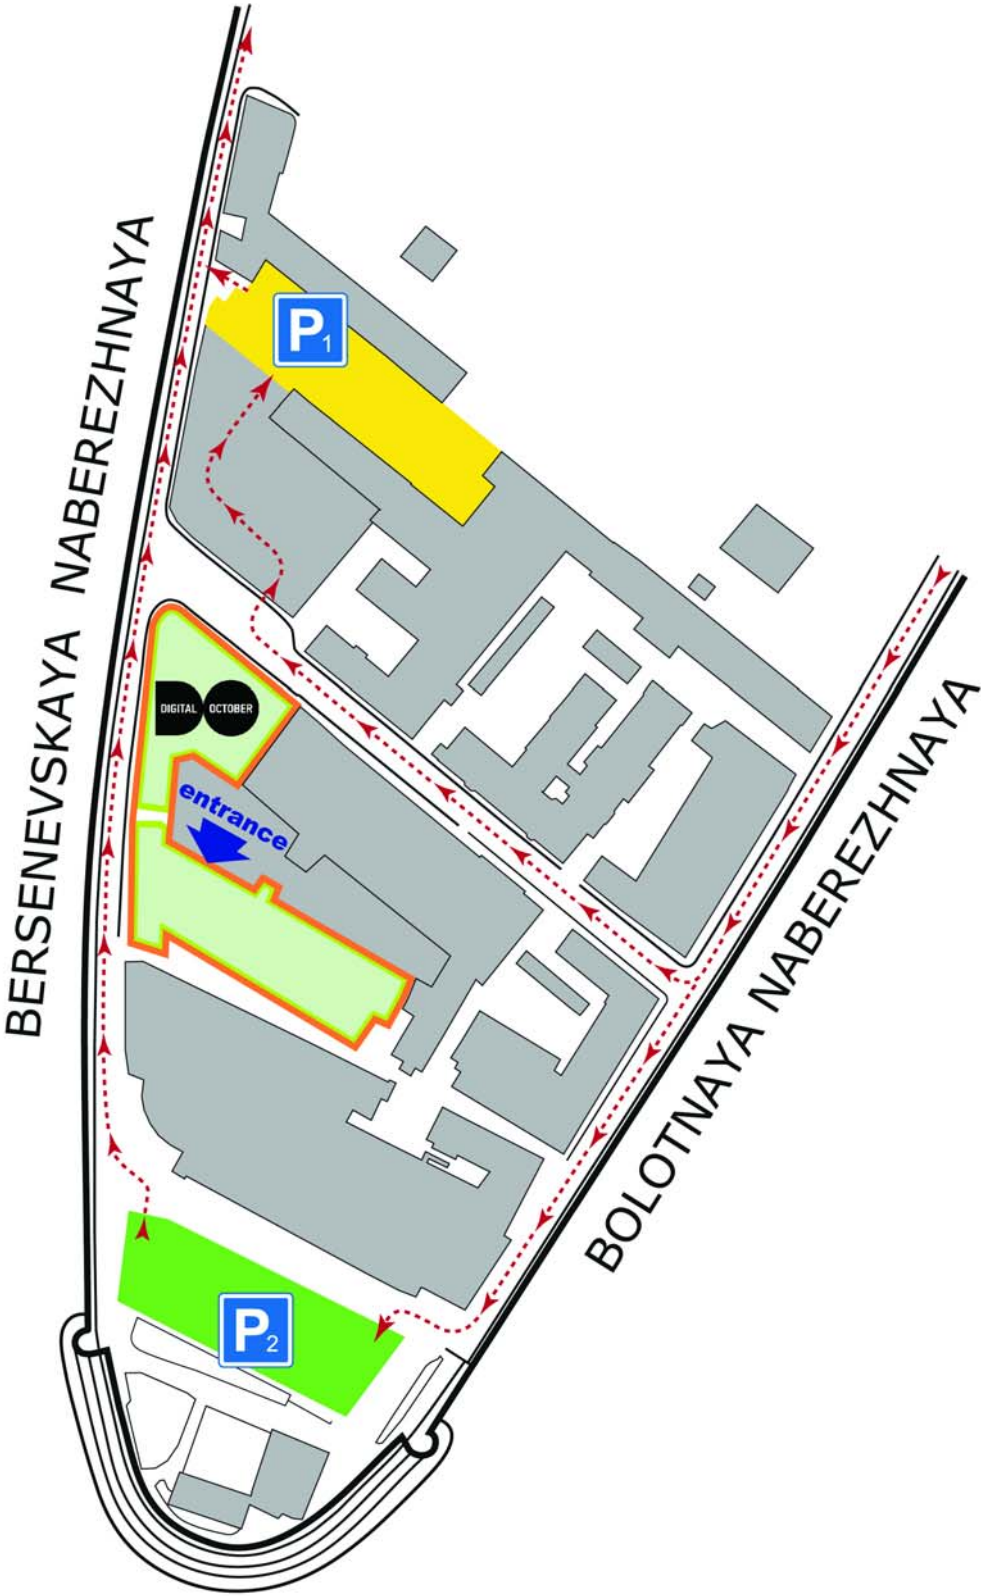 P1
BERSENEVSKAYA NABEREZHNAYA
DIGITAL OCTOBER
entrance
BOLOTNAYA NABEREZHNAYA
P2